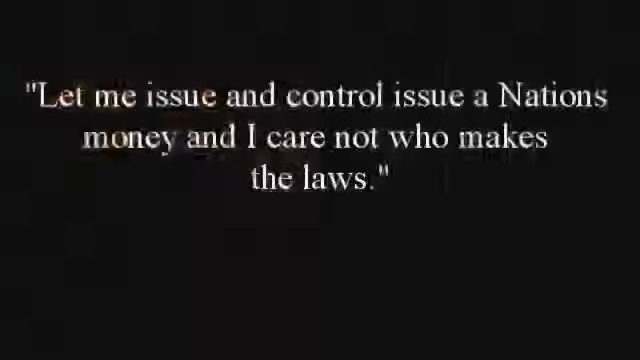 "Let me issue and control issue a Nations
money and I care not who makes
the laws."